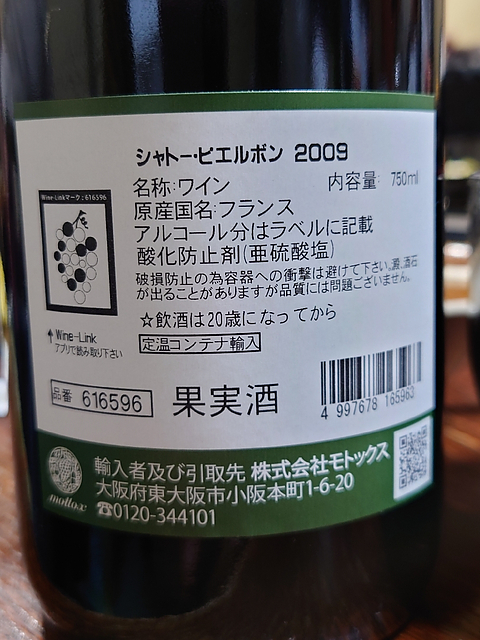 シャトー・ピエルボン 2009
名称:ワイン 内容量: 750ml
原産国名:フランス
アルコール分はラベルに記載
酸化防止剤(亜硫酸塩)
破損防止の為容器への衝撃は避けて下さい。澱、酒石
が出ることがありますが品質には問題ございません。
☆飲酒は20歳になってから
定温コンテナ輸入
Wine-Linkマーク:616596
↑Wine-Link
アプリで読み取り下さい
品番 616596
果実酒
4 997678 165963
輸入者及び引取先 株式会社モトックス
大阪府東大阪市小阪本町1-6-20
☎0120-344101
mottox